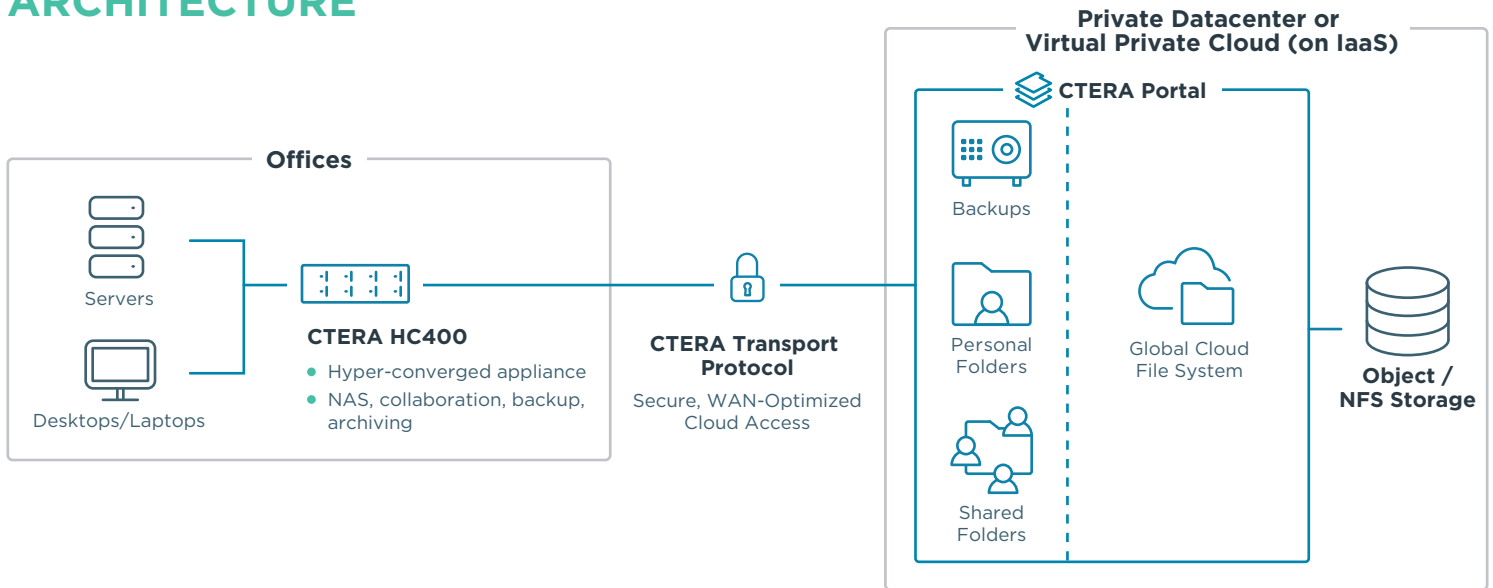 ARCHITECTURE
Private Datacenter or
Virtual Private Cloud (on IaaS)
CTERA Portal
Offices
Servers
Desktops/Laptops
CTERA HC400
Hyper-converged appliance
NAS, collaboration, backup,
archiving
CTERA Transport
Protocol
Secure, WAN-Optimized
Cloud Access
Backups
Personal
Folders
Shared
Folders
Global Cloud
File System
Object /
NFS Storage